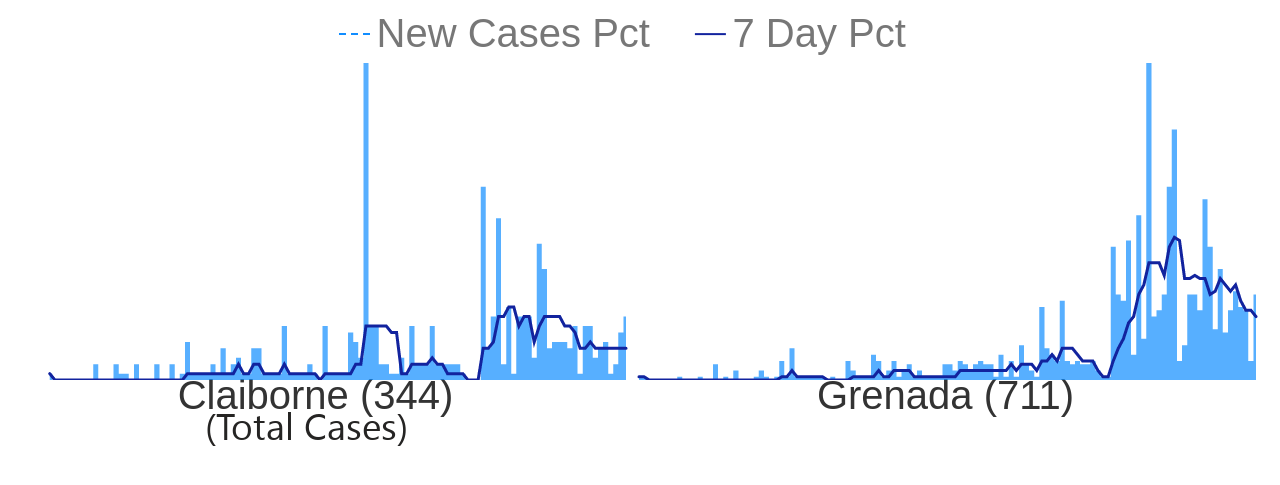 New Cases Pct 7 Day Pct
Claiborne (344) Grenada (711)
(Total Cases)